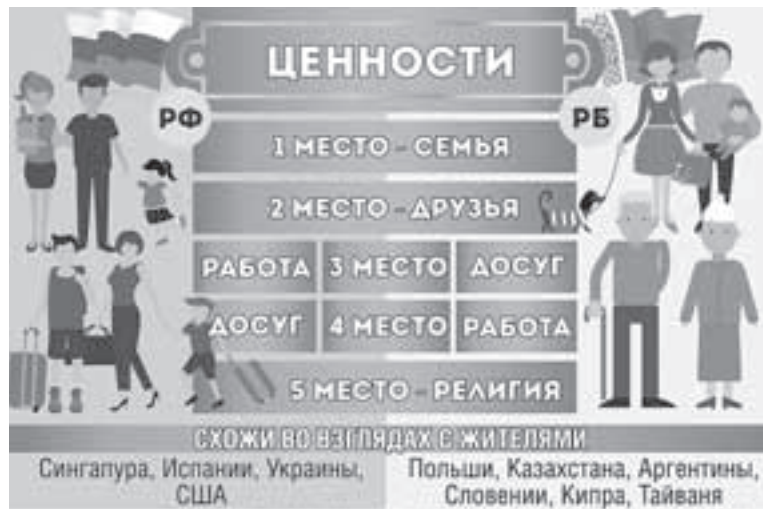 ЦЕННОСТИ
РФ
РБ
1 МЕСТО - СЕМЬЯ
2 МЕСТО - ДРУЗЬЯ
РАБОТА 3 МЕСТО ДОСУГ
ДОСУГ 4 МЕСТО РАБОТА
5 МЕСТО - РЕЛИГИЯ
СХОЖИ ВО ВЗГЛЯДАХ С ЖИТЕЛЯМИ
Сингапура, Испании, Украины,
США
Польши, Казахстана, Аргентины,
Словении, Кипра, Тайваня